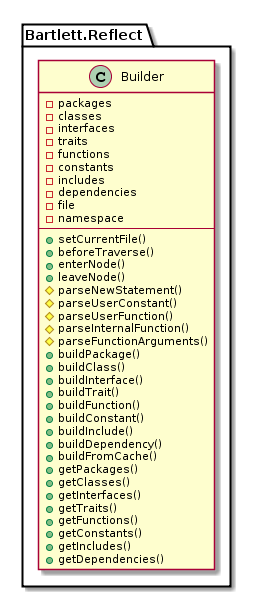 Bartlett.Reflect
C Builder
packages
classes
interfaces
traits
functions
constants
includes
dependencies
file
namespace
setCurrentFile()
beforeTraverse()
enterNode()
leaveNode()
parseNewStatement()
parseUserConstant()
parseUserFunction()
parseInternalFunction()
parseFunctionArguments()
buildPackage()
buildClass()
buildInterface()
buildTrait()
buildFunction()
buildConstant()
buildInclude()
buildDependency()
buildFromCache()
getPackages()
getClasses()
getInterfaces()
getTraits()
getFunctions()
getConstants()
getIncludes()
getDependencies()